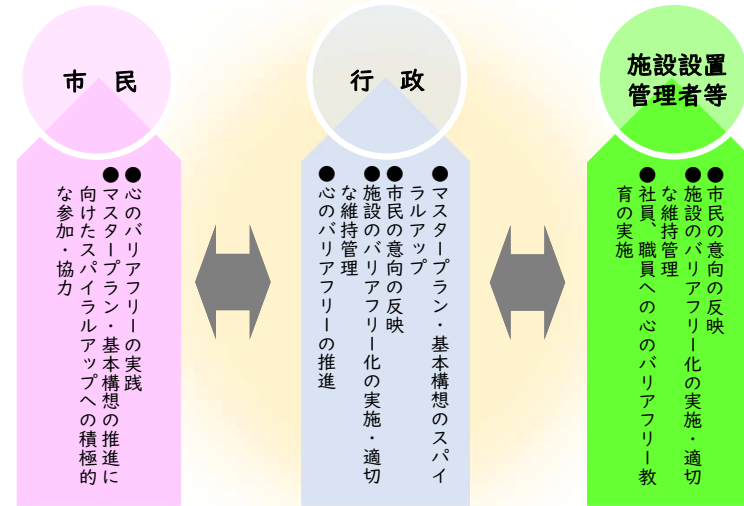 市　民
●心のバリアフリーの実践
●マスタープラン・基本構想の推進に
向けたスパイラルアップへの積極的
な参加・協力
行　政
●マスタープラン・基本構想のスパイ
ラルアップ
●市民の意向の反映
●施設のバリアフリー化の実施・適切
な維持管理
●心のバリアフリーの推進
施設設置
管理者等
●市民の意向の反映
●施設のバリアフリー化の実施・適切
な維持管理
●社員、職員への心のバリアフリー教
育の実施